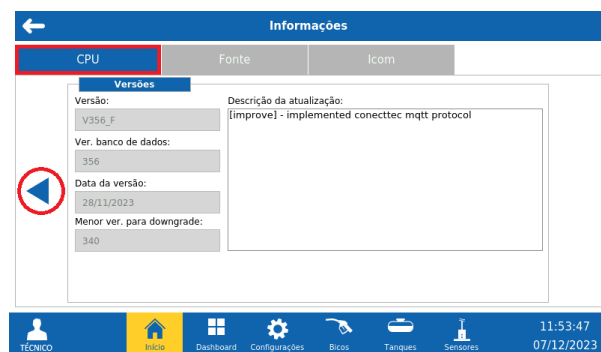 Informações
CPU Fonte Icom
Versões
Versão:
V356_F
Ver. banco de dados:
356
Data da versão:
28/11/2023
Menor ver. para downgrade:
340
Descrição da atualização:
[improve] - implemented conecttec mqtt protocol
TÉCNICO Início Dashboard Configurações Bicos Tanques Sensores
11:53:47
07/12/2023